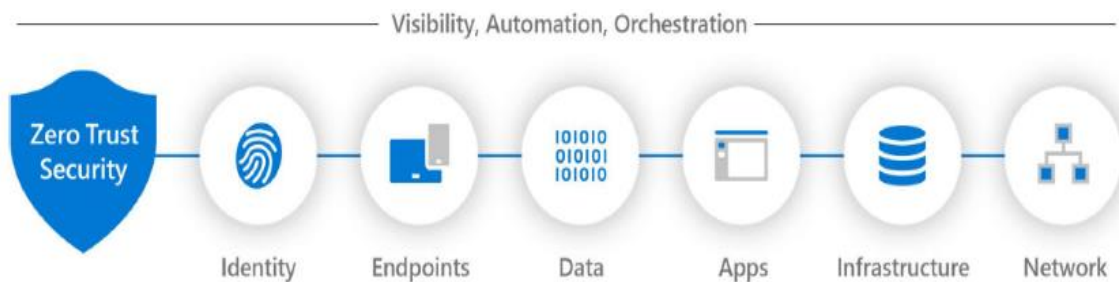 Visibility, Automation, Orchestration
Zero Trust
Security
101010
010101
101010
Identity
Endpoints
Data
Apps
Infrastructure
Network